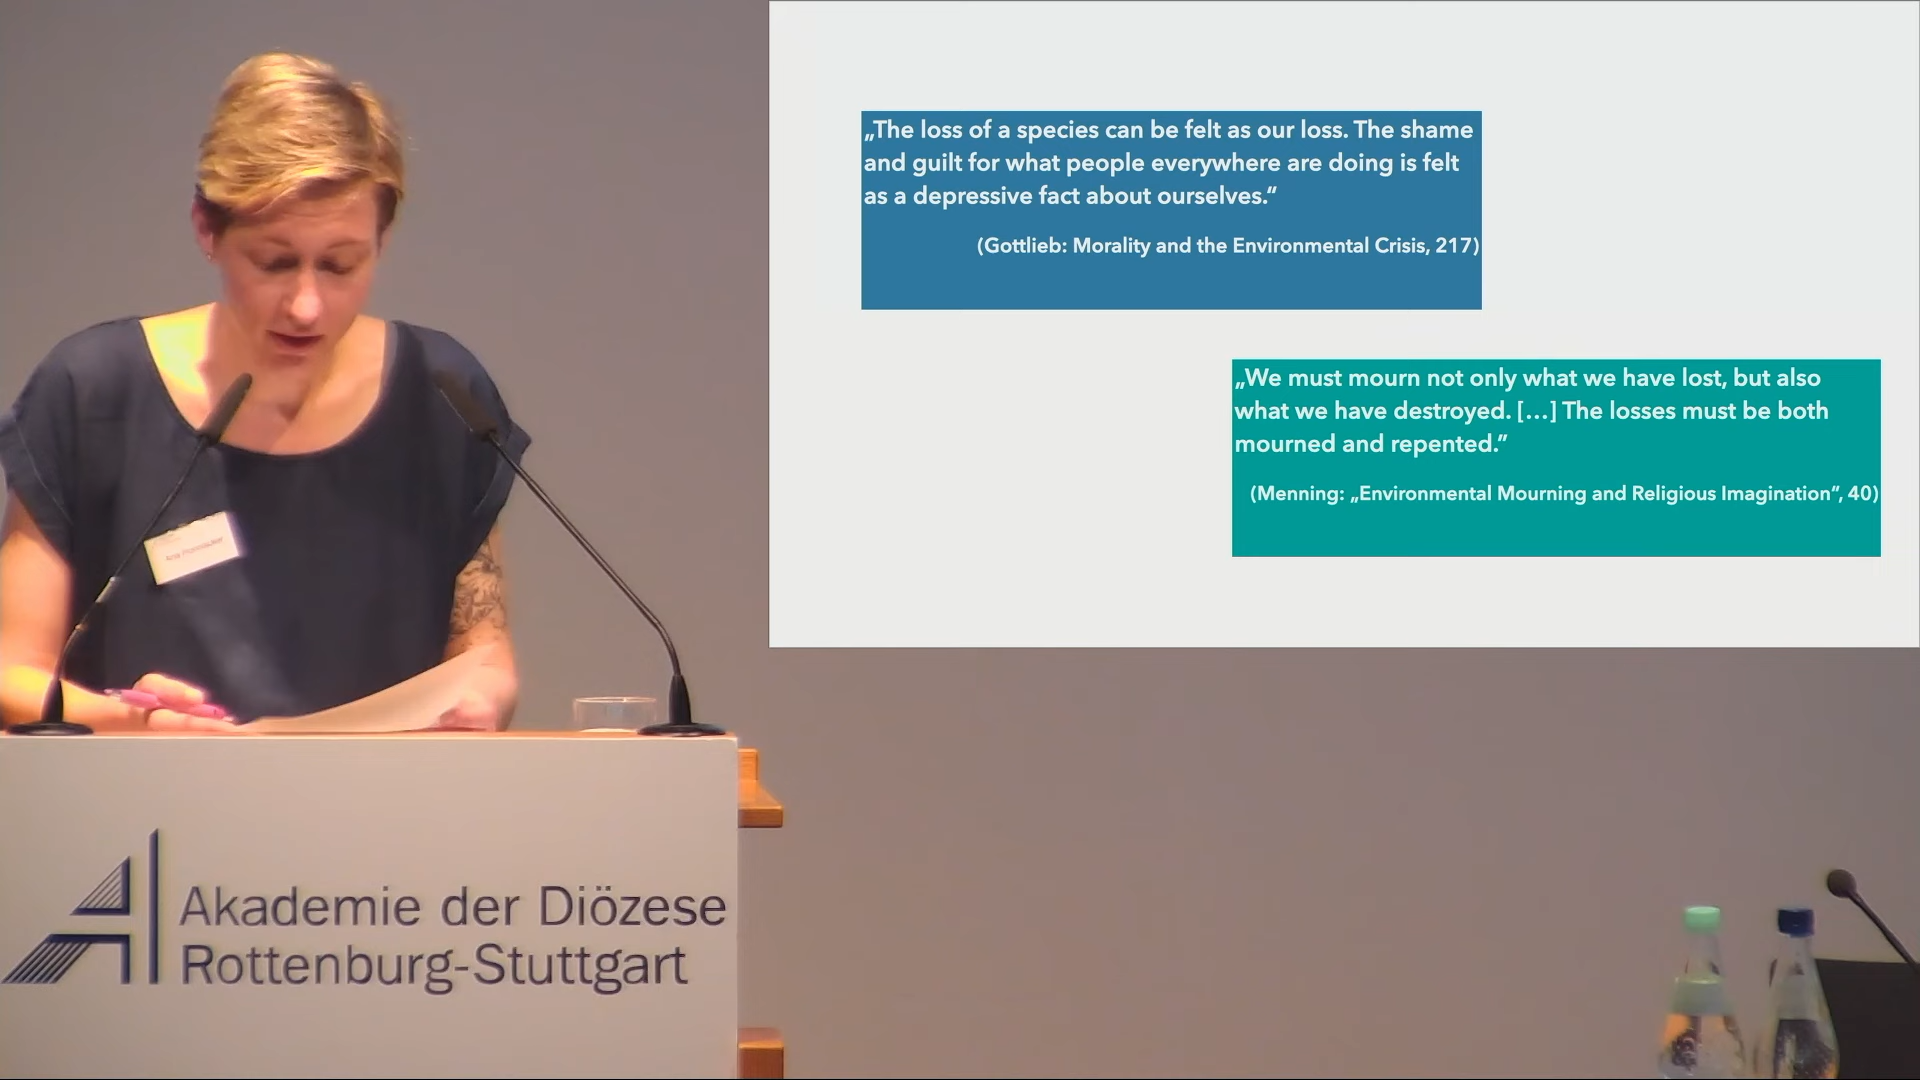 „The loss of a species can be felt as our loss. The shame
and guilt for what people everywhere are doing is felt
as a depressive fact about ourselves.“
(Gottlieb: Morality and the Environmental Crisis, 217)
„We must mourn not only what we have lost, but also
what we have destroyed. […] The losses must be both
mourned and repented.”
(Menning: „Environmental Mourning and Religious Imagination“, 40)
Akademie der Diözese
Rottenburg-Stuttgart